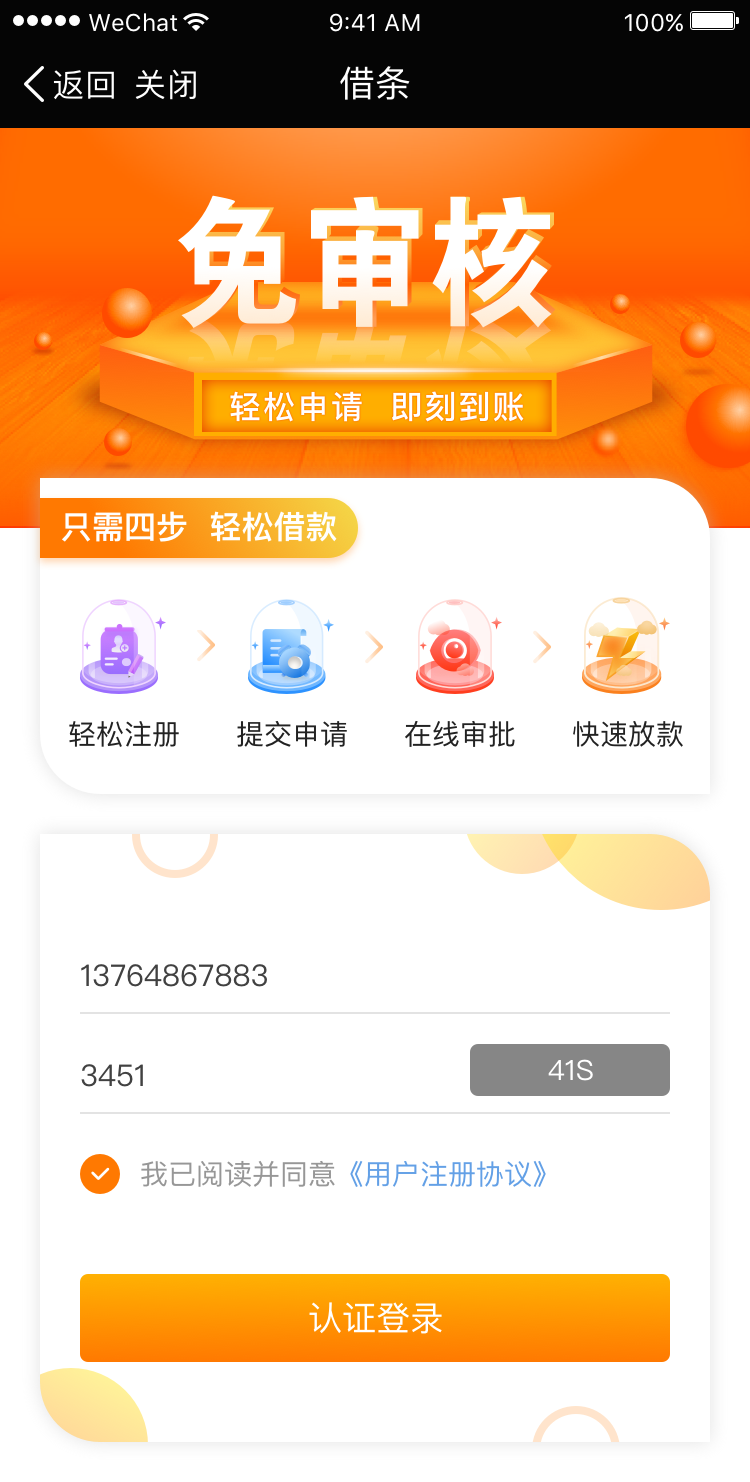 WeChat 9:41 AM 100%
返回 关闭 借条
免审核
轻松申请 即刻到账
只需四步 轻松借款
轻松注册 提交申请 在线审批 快速放款
13764867883
3451 41S
我已阅读并同意《用户注册协议》
认证登录